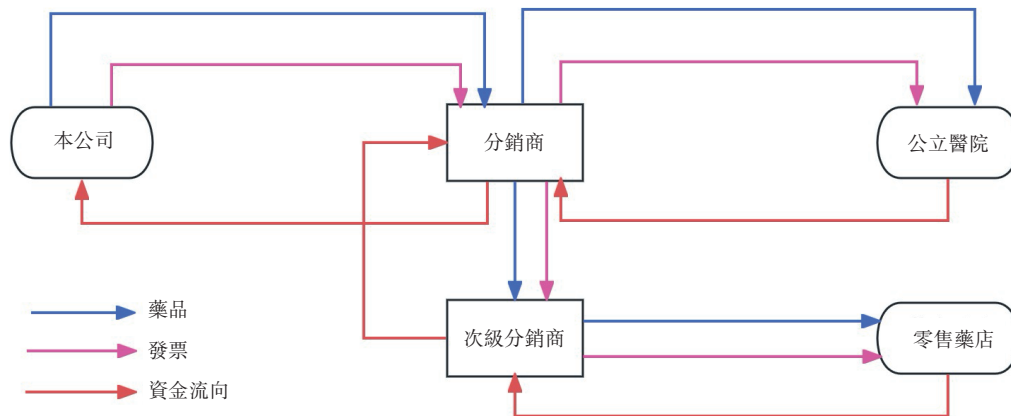 本公司
分銷商
公立醫院
次級分銷商
零售藥店
藥品
發票
資金流向